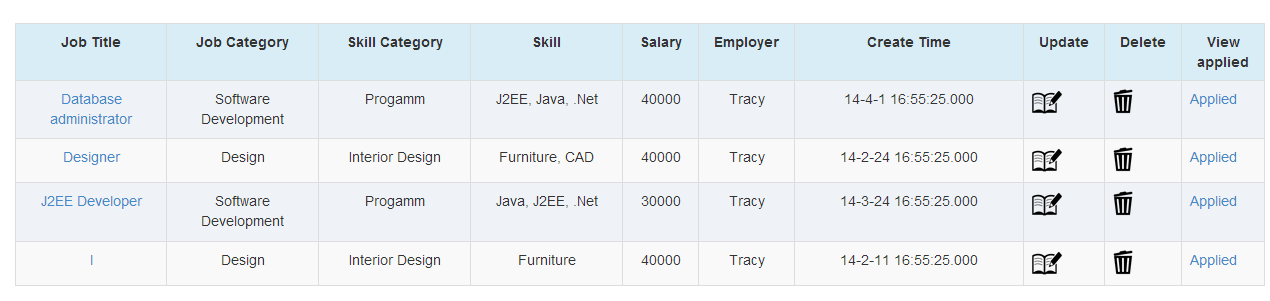 Job Title Job Category Skill Category Skill Salary Employer Create Time Update Delete View
applied
Database Software Progamm J2EE, Java, .Net 40000 Tracy 14-4-1 16:55:25.000 Applied
administrator Development
Designer Design Interior Design Furniture, CAD 40000 Tracy 14-2-24 16:55:25.000 Applied
J2EE Developer Software Progamm Java, J2EE, .Net 30000 Tracy 14-3-24 16:55:25.000 Applied
Development
I Design Interior Design Furniture 40000 Tracy 14-2-11 16:55:25.000 Applied